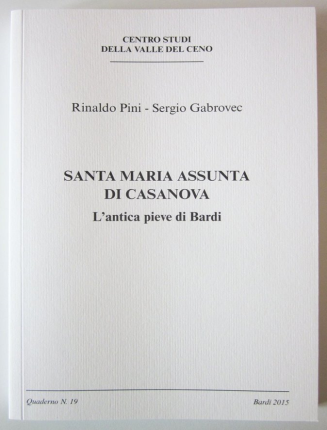 CENTRO STUDI
DELLA VALLE DEL CENO
Rinaldo Pini - Sergio Gabrovec
SANTA MARIA ASSUNTA
DI CASANOVA
L'antica pieve di Bardi
Quaderno N. 19
Bardi 2015